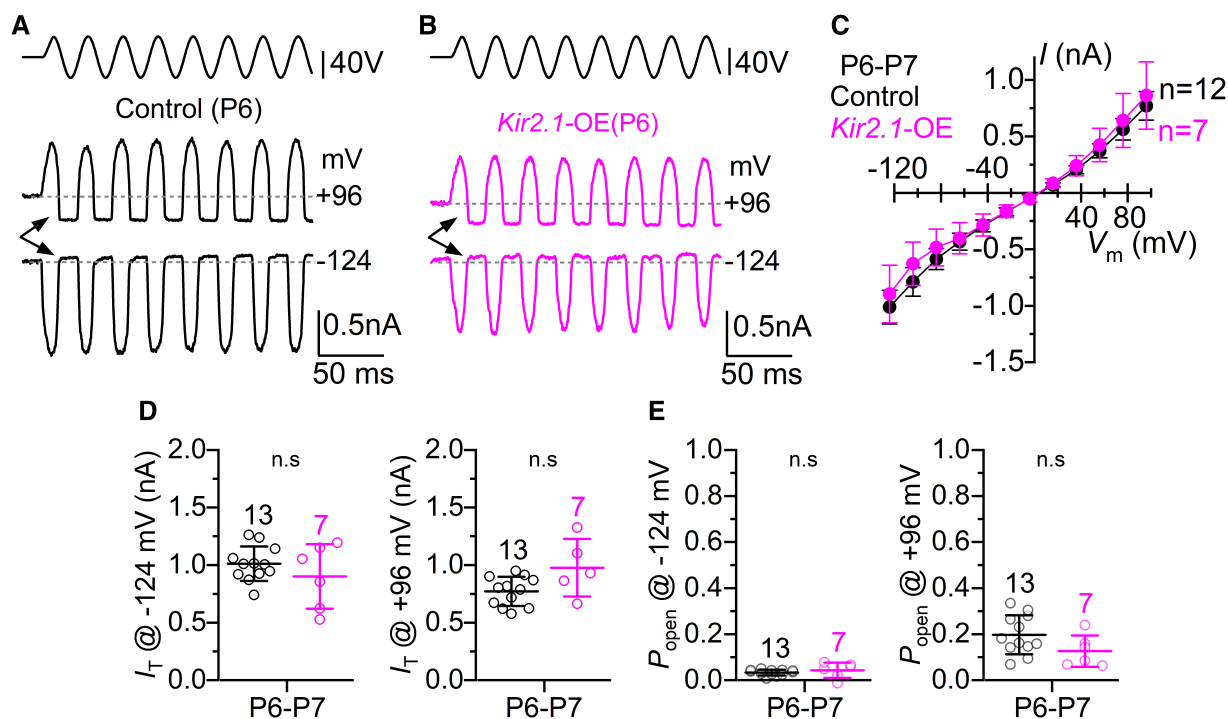 A
40V
Control (P6)
mV
+96
-124
0.5nA
50 ms
B
40V
Kir2.1-OE(P6)
mV
+96
-124
0.5nA
50 ms
C
P6-P7
Control
Kir2.1-OE
I (nA)
n=12
n=7
1.0
0.5
-120
-40
40
80
Vm (mV)
-0.5
-1.0
-1.5
D
IT @ -124 mV (nA)
2.0
1.5
1.0
0.5
0.0
n.s
13
7
P6-P7
IT @ +96 mV (nA)
2.0
1.5
1.0
0.5
0.0
n.s
13
7
P6-P7
E
Popen @ -124 mV
1.0
0.8
0.6
0.4
0.2
0.0
n.s
13
7
P6-P7
Popen @ +96 mV
1.0
0.8
0.6
0.4
0.2
0.0
n.s
13
7
P6-P7